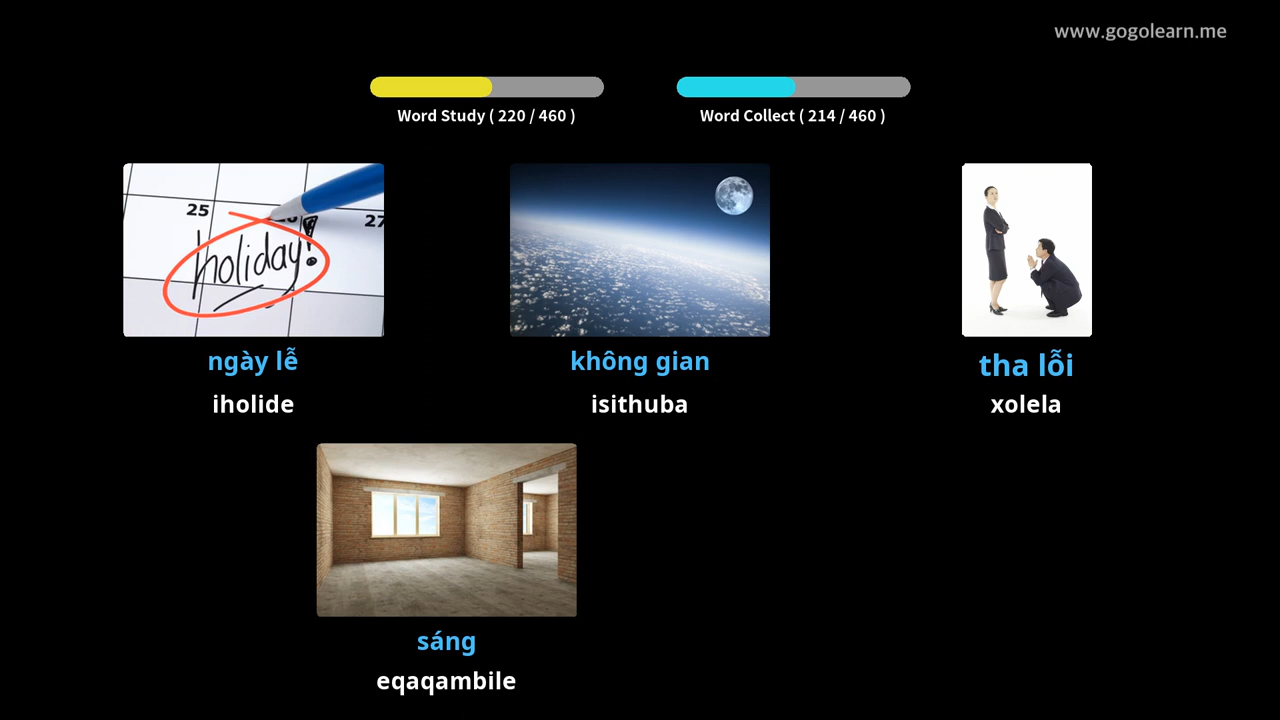 www.gogolearn.me
Word Study ( 220 / 460 )
Word Collect ( 214 / 460 )
25
27
holiday!
ngày lễ
không gian
tha lỗi
iholide
isithuba
xolela
sáng
eqaqambile